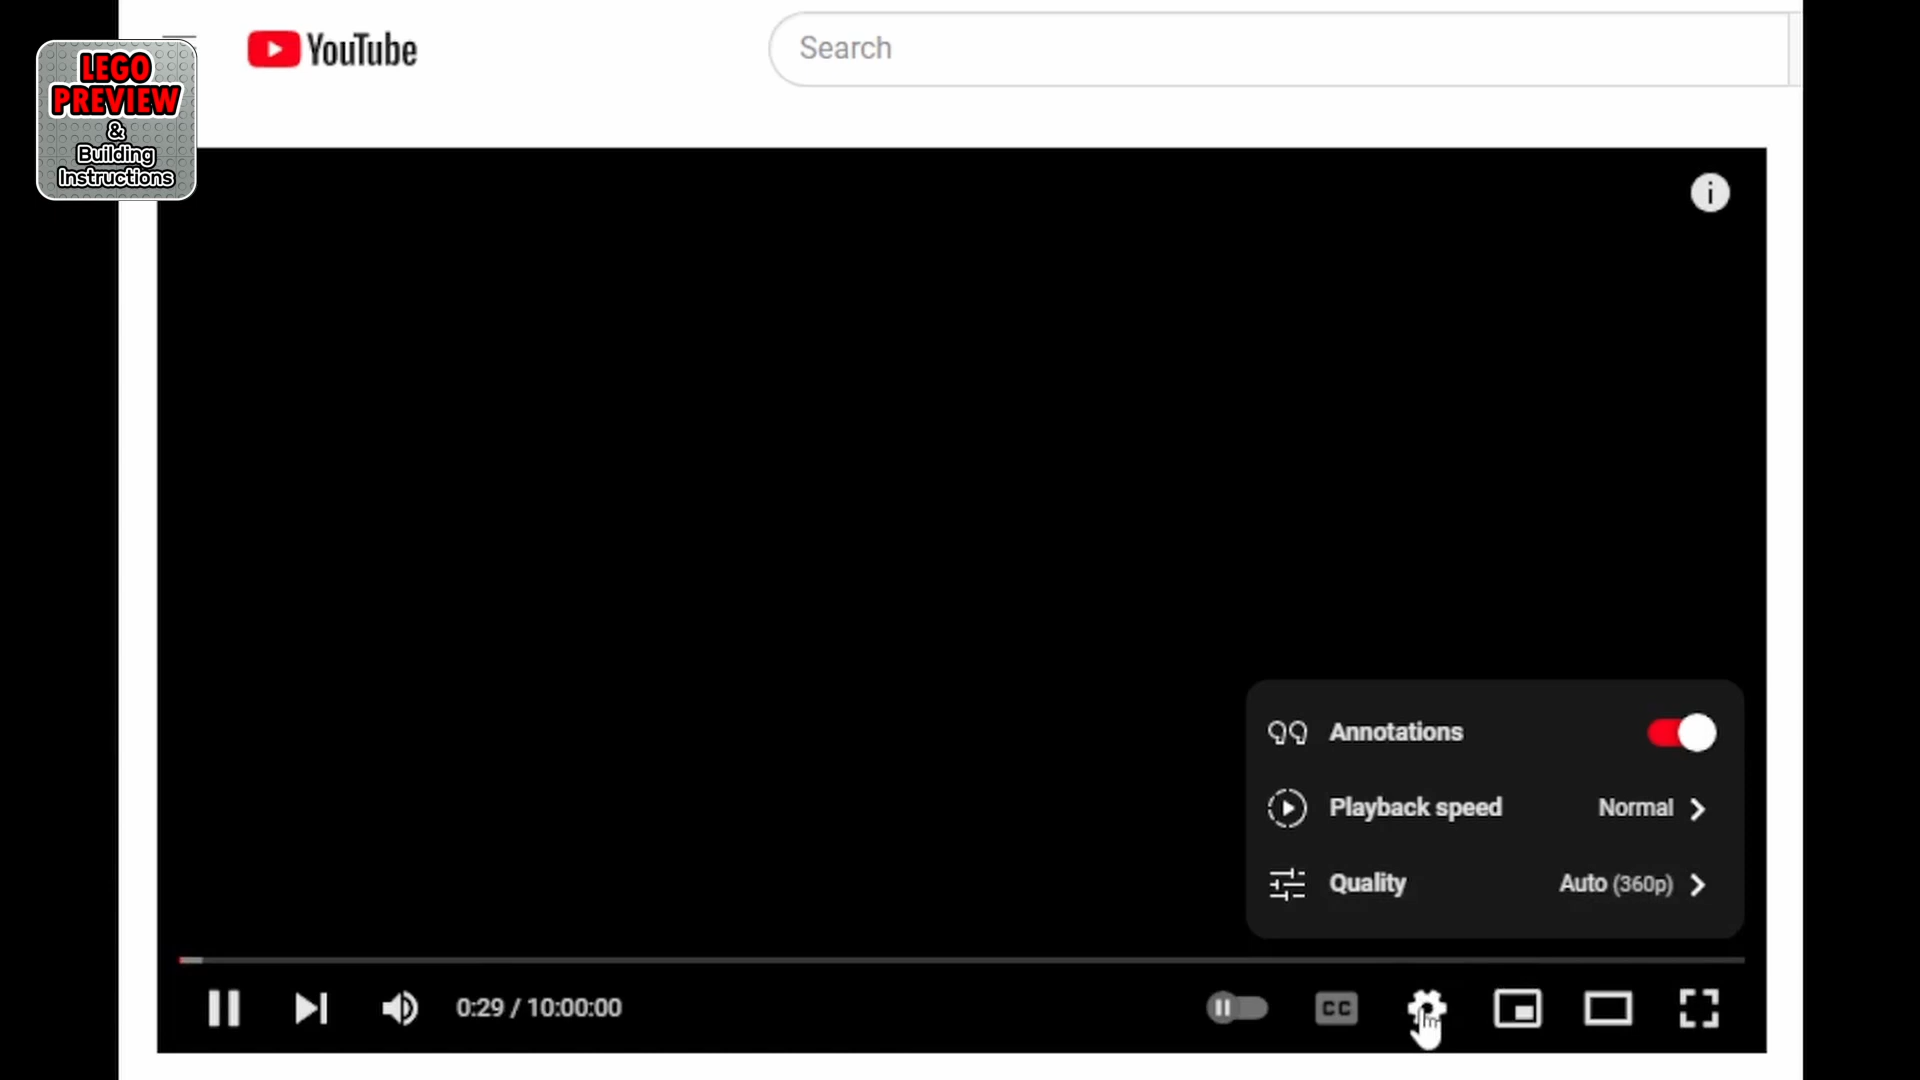 LEGO
PREVIEW
&
Building
Instructions
YouTube
Search
i
Annotations
Playback speed Normal
Quality Auto (360p)
0:29 / 10:00:00
CC